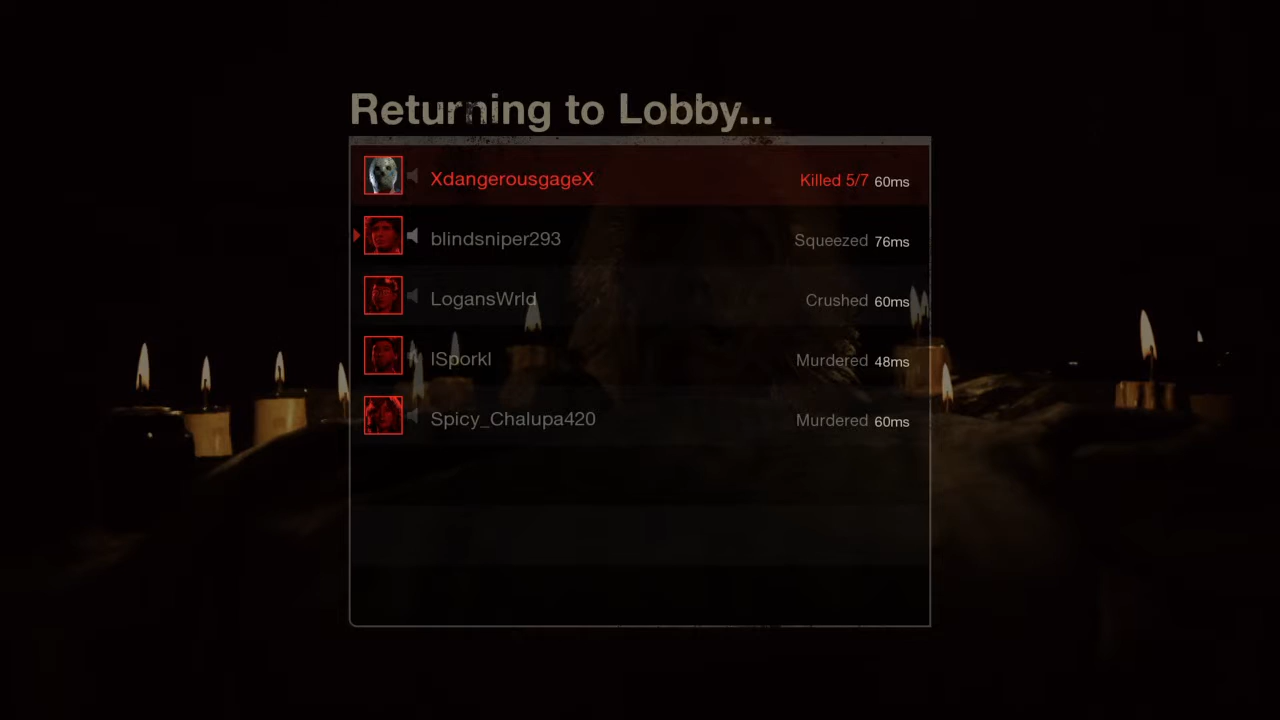 Returning to Lobby...
XdangerousgageX Killed 5/7 60ms
blindsniper293 Squeezed 76ms
LogansWrld Crushed 60ms
lSporkl Murdered 48ms
Spicy_Chalupa420 Murdered 60ms